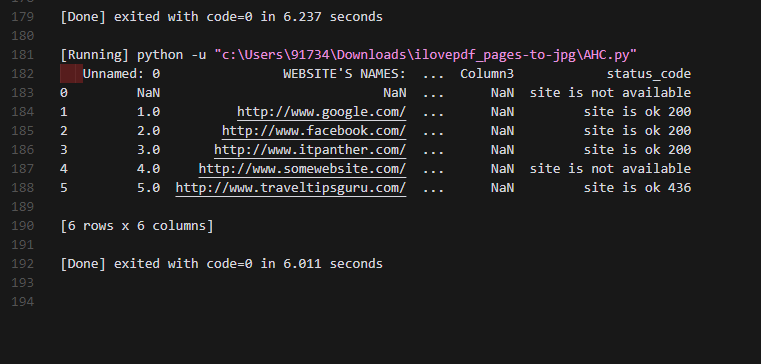 179 [Done] exited with code=0 in 6.237 seconds
180
181 [Running] python -u "c:\Users\91734\Downloads\ilovepdf_pages-to-jpg\AHC.py"
182 Unnamed: 0 WEBSITE'S NAMES: ... Column3 status_code
183 0 NaN NaN ... NaN site is not available
184 1 1.0 http://www.google.com/ ... NaN site is ok 200
185 2 2.0 http://www.facebook.com/ ... NaN site is ok 200
186 3 3.0 http://www.itpanther.com/ ... NaN site is ok 200
187 4 4.0 http://www.somewebsite.com/ ... NaN site is not available
188 5 5.0 http://www.traveltipsguru.com/ ... NaN site is ok 436
189
190 [6 rows x 6 columns]
191
192 [Done] exited with code=0 in 6.011 seconds
193
194